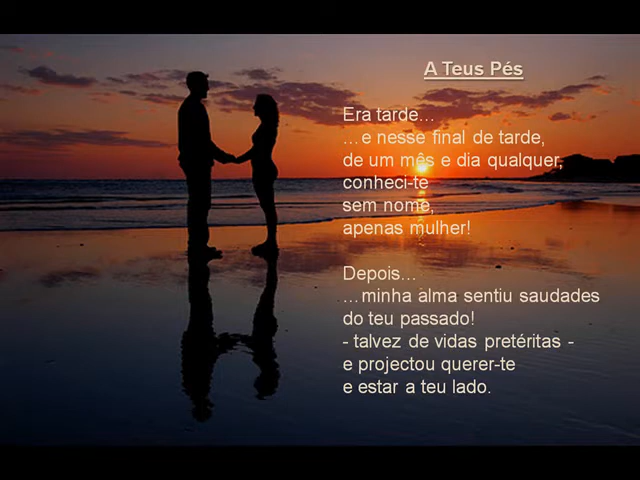 A Teus Pés
Era tarde...
...e nesse final de tarde,
de um mês e dia qualquer,
conheci-te
sem nome,
apenas mulher!
Depois...
...minha alma sentiu saudades
do teu passado!
- talvez de vidas pretéritas -
e projectou querer-te
e estar a teu lado.